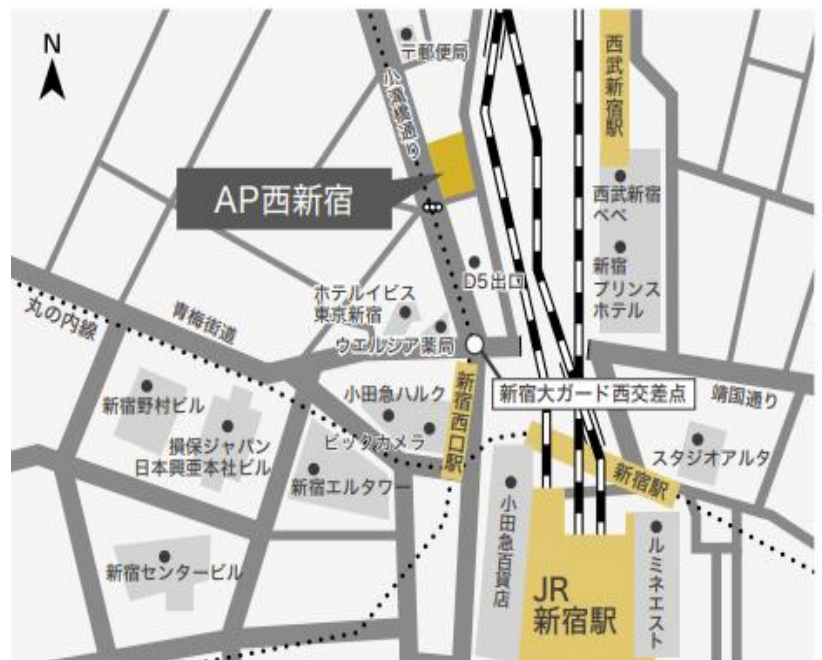 N
〒郵便局
小滝橋通り
西武新宿駅
AP西新宿
西武新宿
ペペ
新宿
プリンス
ホテル
D5出口
ホテルイビス
東京新宿
ウエルシア薬局
丸の内線
青梅街道
新宿大ガード西交差点
靖国通り
新宿西口駅
小田急ハルク
ビックカメラ
新宿野村ビル
損保ジャパン
日本興亜本社ビル
新宿エルタワー
スタジオアルタ
新宿駅
小田急百貨店
新宿センタービル
JR
新宿駅
ルミネエスト